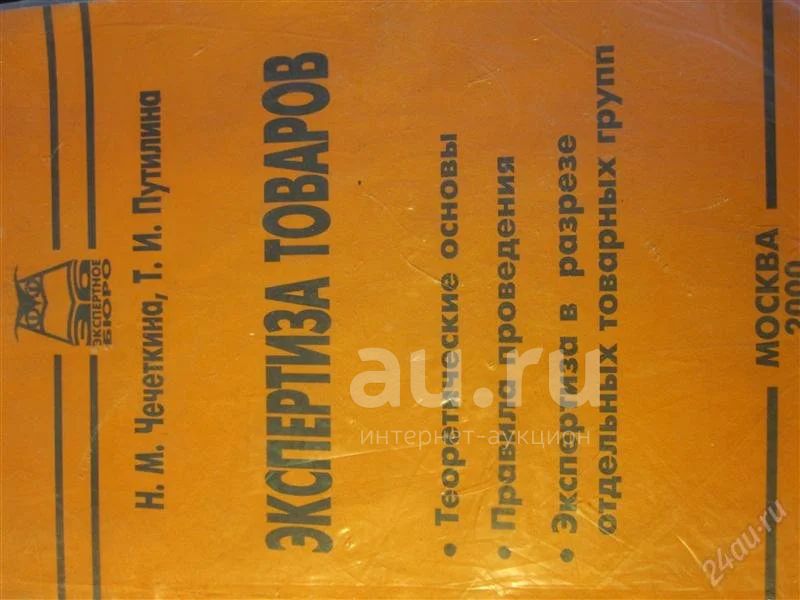 ЭКСПЕРТНОЕ
БЮРО
Н. М. Чечеткина, Т. И. Путилина
ЭКСПЕРТИЗА ТОВАРОВ
• Теоретические основы
• Правила проведения
• Экспертиза в разрезе
отдельных товарных групп
МОСКВА
2000
au.ru
интернет-аукцион
24au.ru